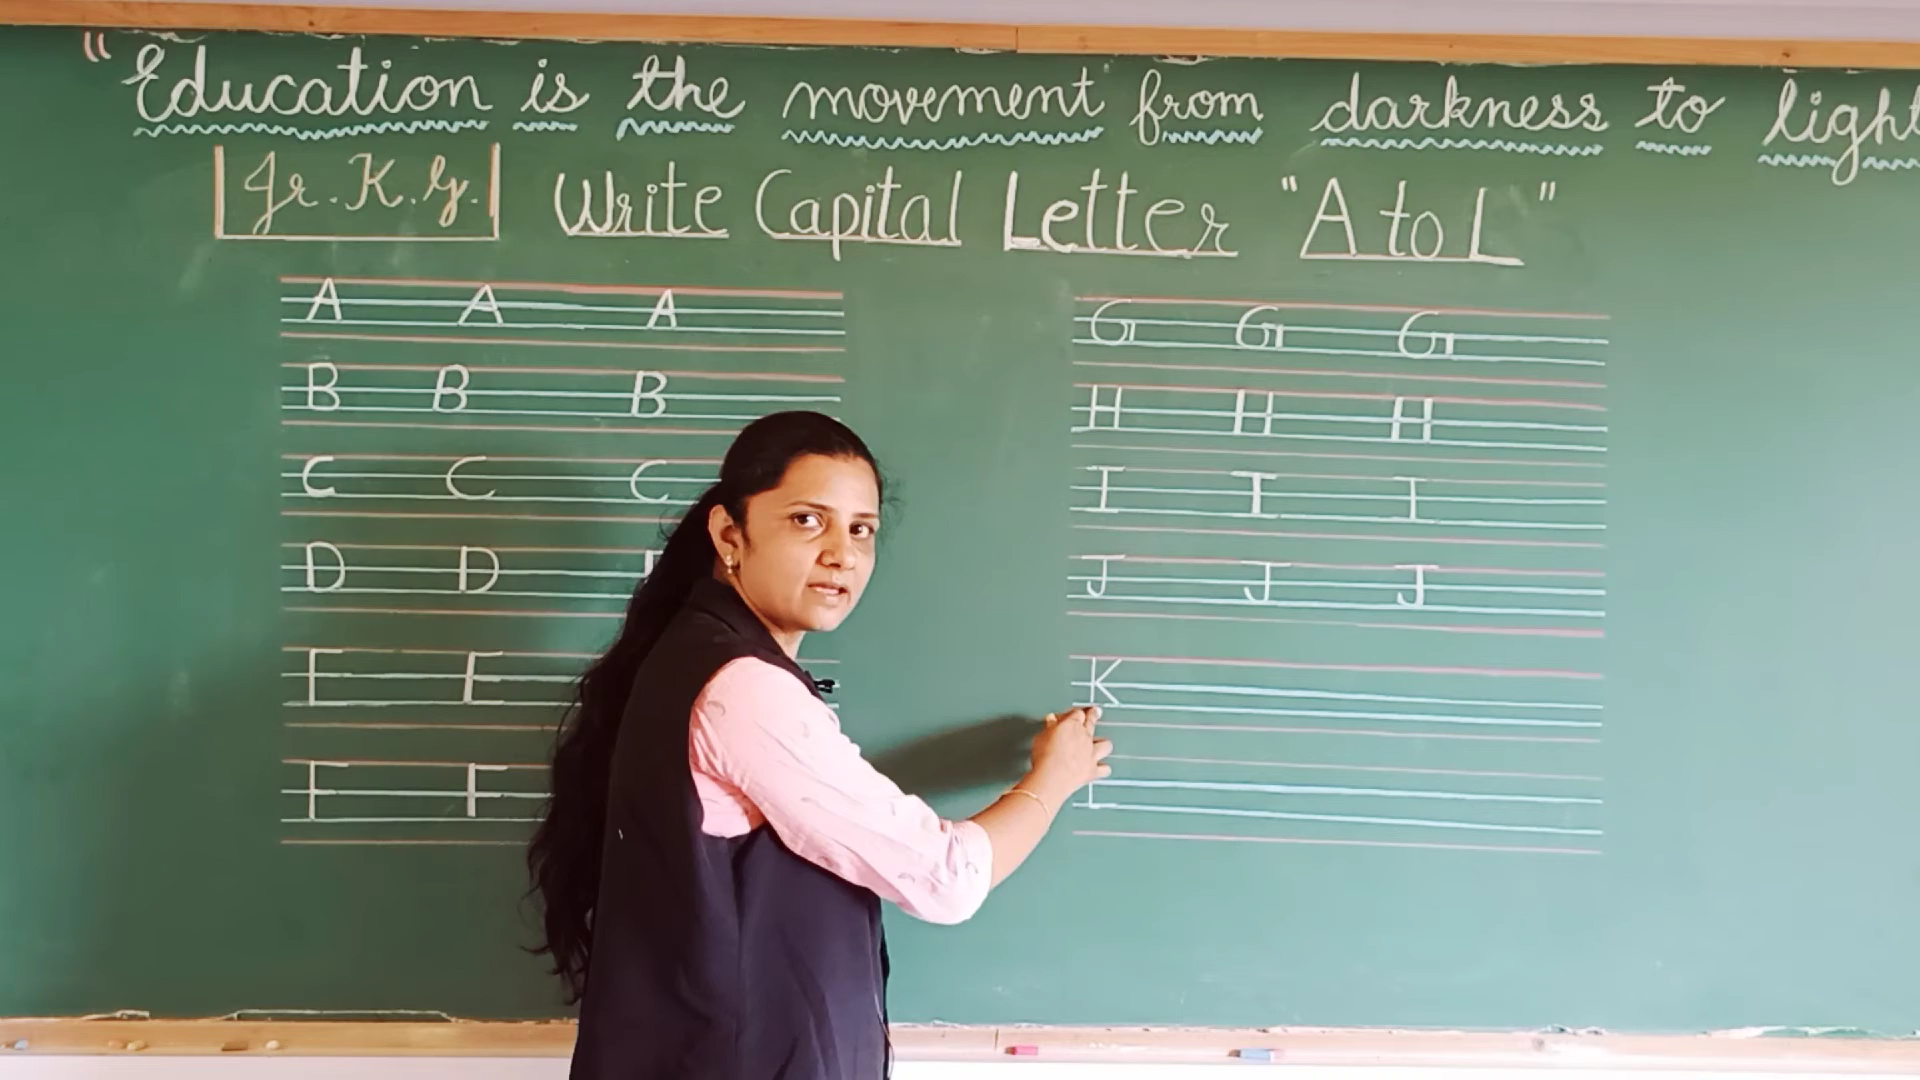 "Education is the movement from darkness to light
Jr. K. G. Write Capital Letter "A to L"
A A A
B B B
C C C
D D
E E
F F
G G G
H H H
I I I
J J J
K
L